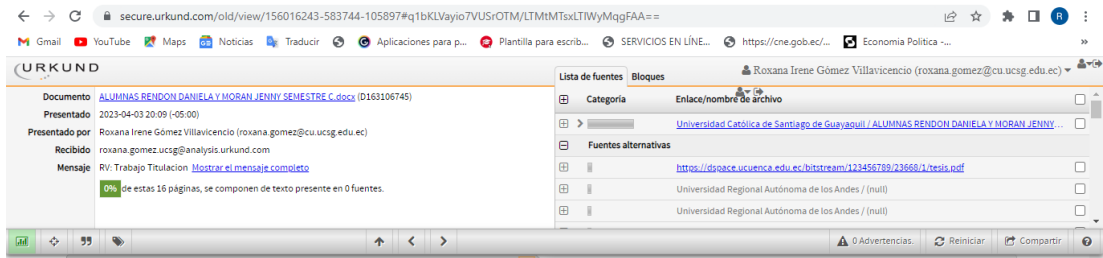 secure.urkund.com/old/view/156016243-583744-105897#q1bKLVayio7VUSrOTM/LTMtMTsxLTlWyMqgFAA==
Gmail YouTube Maps Noticias Traducir Aplicaciones para p... Plantilla para escrib... SERVICIOS EN LÍNE... https://cne.gob.ec/... Economia Politica -... »
URKUND
Lista de fuentes Bloques
Roxana Irene Gómez Villavicencio (roxana.gomez@cu.ucsg.edu.ec)
Documento ALUMNAS RENDON DANIELA Y MORAN JENNY SEMESTRE C.docx (D163106745)
Presentado 2023-04-03 20:09 (-05:00)
Presentado por Roxana Irene Gómez Villavicencio (roxana.gomez@cu.ucsg.edu.ec)
Recibido roxana.gomez.ucsg@analysis.urkund.com
Mensaje RV: Trabajo Titulacion Mostrar el mensaje completo
0% de estas 16 páginas, se componen de texto presente en 0 fuentes.
Categoria Enlace/nombre de archivo
Universidad Católica de Santiago de Guayaquil / ALUMNAS RENDON DANIELA Y MORAN JENNY...
Fuentes alternativas
https://dspace.ucuenca.edu.ec/bitstream/123456789/23668/1/tesis.pdf
Universidad Regional Autónoma de los Andes / (null)
Universidad Regional Autónoma de los Andes / (null)
0 Advertencias. Reiniciar Compartir